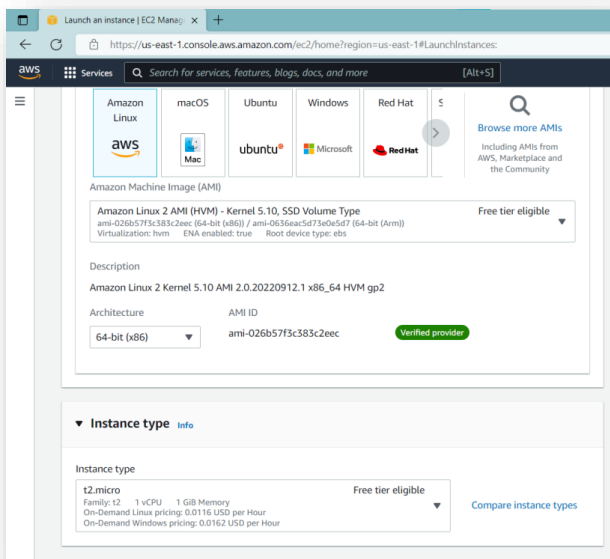 Launch an instance | EC2 Manag
https://us-east-1.console.aws.amazon.com/ec2/home?region=us-east-1#LaunchInstances:
aws
Services
Search for services, features, blogs, docs, and more
[Alt+S]
Amazon Linux
aws
macOS
Mac
Ubuntu
ubuntu
Windows
Microsoft
Red Hat
Red Hat
S
Browse more AMIs
Including AMIs from
AWS, Marketplace and
the Community
Amazon Machine Image (AMI)
Amazon Linux 2 AMI (HVM) - Kernel 5.10, SSD Volume Type
Free tier eligible
ami-026b57f3c383c2eec (64-bit (x86)) / ami-0636eac5d73e0e5d7 (64-bit (Arm))
Virtualization: hvm ENA enabled: true Root device type: ebs
Description
Amazon Linux 2 Kernel 5.10 AMI 2.0.20220912.1 x86_64 HVM gp2
Architecture
AMI ID
64-bit (x86)
ami-026b57f3c383c2eec
Verified provider
Instance type Info
Instance type
t2.micro
Free tier eligible
Family: t2 1 vCPU 1 GiB Memory
On-Demand Linux pricing: 0.0116 USD per Hour
On-Demand Windows pricing: 0.0162 USD per Hour
Compare instance types